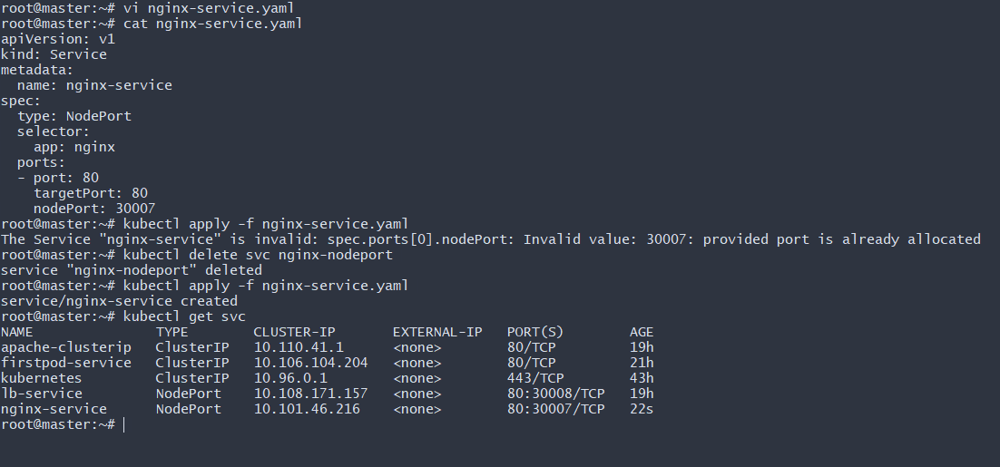 root@master:~# vi nginx-service.yaml
root@master:~# cat nginx-service.yaml
apiVersion: v1
kind: Service
metadata:
  name: nginx-service
spec:
  type: NodePort
  selector:
    app: nginx
  ports:
  - port: 80
    targetPort: 80
    nodePort: 30007
root@master:~# kubectl apply -f nginx-service.yaml
The Service "nginx-service" is invalid: spec.ports[0].nodePort: Invalid value: 30007: provided port is already allocated
root@master:~# kubectl delete svc nginx-nodeport
service "nginx-nodeport" deleted
root@master:~# kubectl apply -f nginx-service.yaml
service/nginx-service created
root@master:~# kubectl get svc
NAME               TYPE        CLUSTER-IP       EXTERNAL-IP   PORT(S)        AGE
apache-clusterip   ClusterIP   10.110.41.1      <none>        80/TCP         19h
firstpod-service   ClusterIP   10.106.104.204   <none>        80/TCP         21h
kubernetes         ClusterIP   10.96.0.1        <none>        443/TCP        43h
lb-service         NodePort    10.108.171.157   <none>        80:30008/TCP   19h
nginx-service      NodePort    10.101.46.216    <none>        80:30007/TCP   22s
root@master:~#